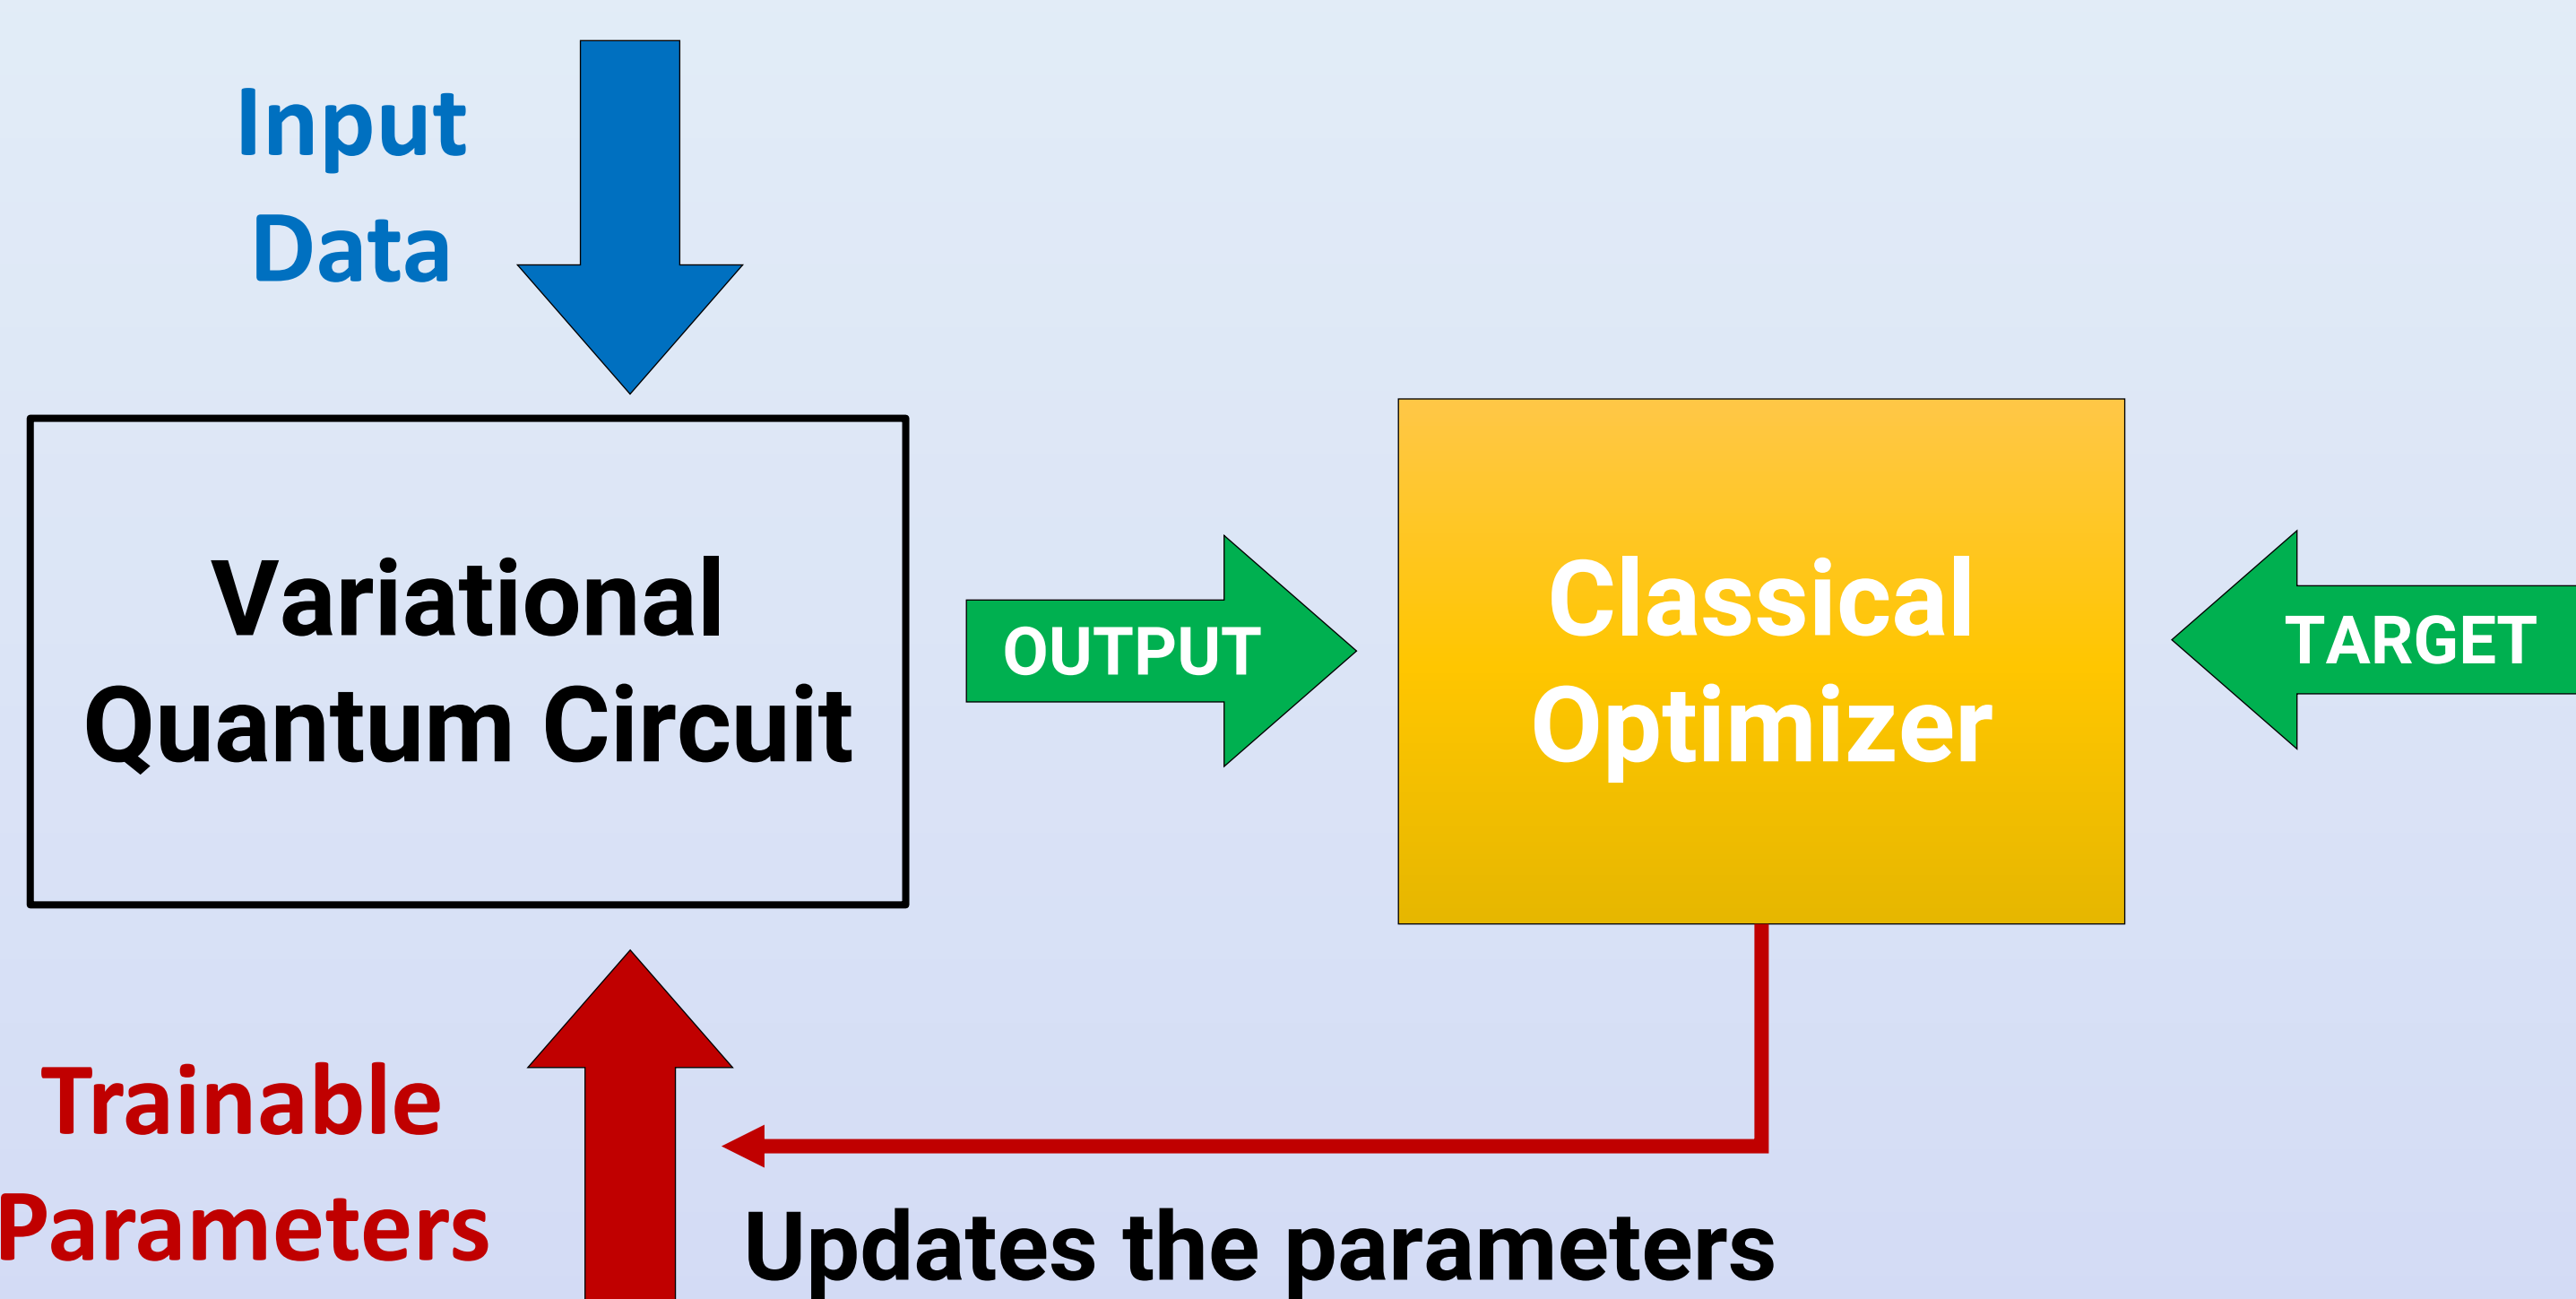 Input
Data
Variational
Quantum Circuit
OUTPUT
Classical
Optimizer
TARGET
Trainable
Parameters
Updates the parameters